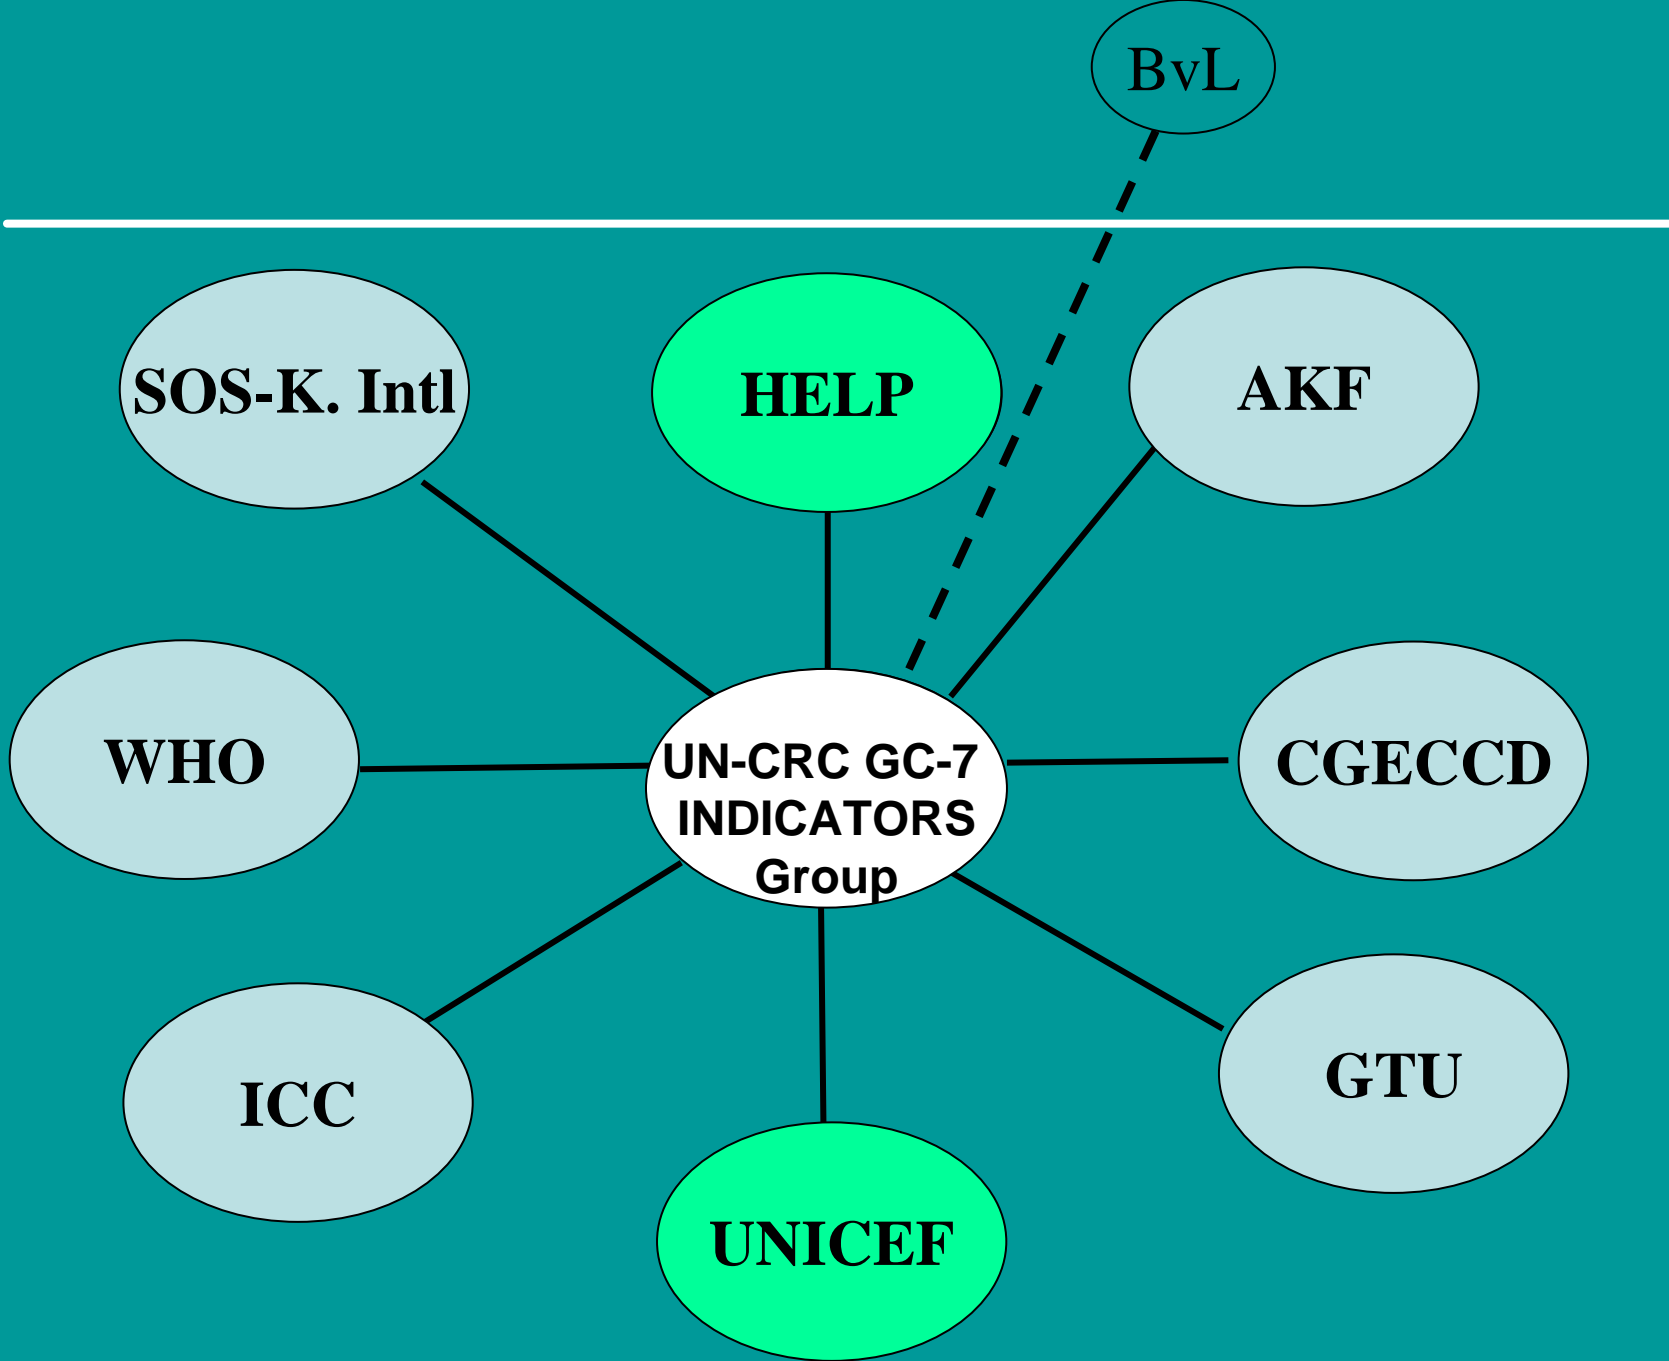 BvL
SOS-K. Intl
HELP
AKF
WHO
UN-CRC GC-7
INDICATORS
Group
CGECCD
ICC
GTU
UNICEF